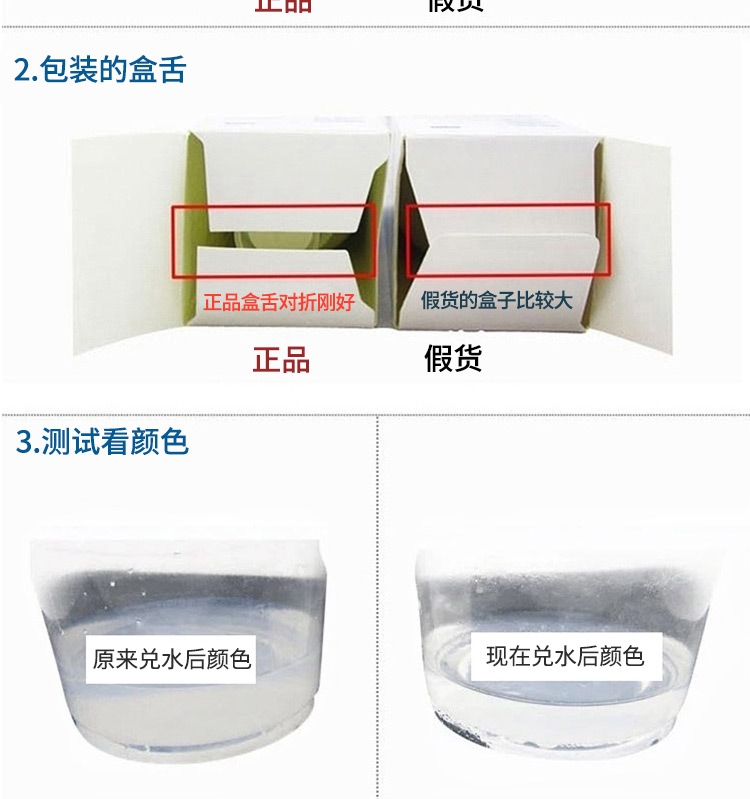 正品 假货
2.包装的盒舌
正品盒舌对折刚好 假货的盒子比较大
正品 假货
3.测试看颜色
原来兑水后颜色 现在兑水后颜色